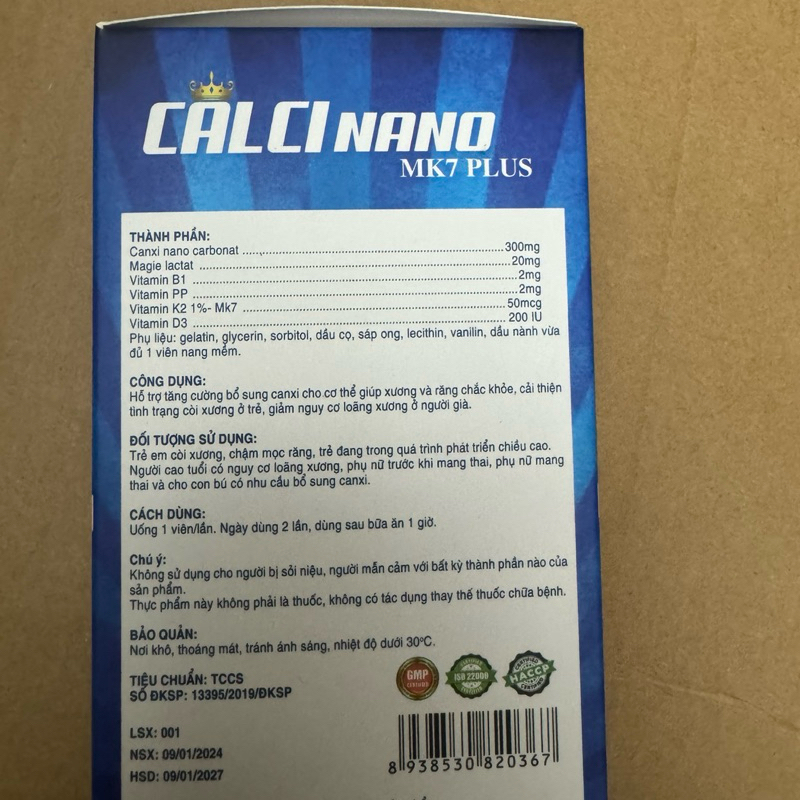 CALCI NANO
MK7 PLUS
THÀNH PHẦN:
Canxi nano carbonat ........ 300mg
Magie lactat ........ 20mg
Vitamin B1 ........ 2mg
Vitamin PP ........ 2mg
Vitamin K2 1%- Mk7 ........ 50mcg
Vitamin D3 ........ 200 IU
Phụ liệu: gelatin, glycerin, sorbitol, dầu cọ, sáp ong, lecithin, vanilin, dầu nành vừa
đủ 1 viên nang mềm.
CÔNG DỤNG:
Hỗ trợ tăng cường bổ sung canxi cho cơ thể giúp xương và răng chắc khỏe, cải thiện
tình trạng còi xương ở trẻ, giảm nguy cơ loãng xương ở người già.
ĐỐI TƯỢNG SỬ DỤNG:
Trẻ em còi xương, chậm mọc răng, trẻ đang trong quá trình phát triển chiều cao.
Người cao tuổi có nguy cơ loãng xương, phụ nữ trước khi mang thai, phụ nữ mang
thai và cho con bú có nhu cầu bổ sung canxi.
CÁCH DÙNG:
Uống 1 viên/lần. Ngày dùng 2 lần, dùng sau bữa ăn 1 giờ.
Chú ý:
Không sử dụng cho người bị sỏi niệu, người mẫn cảm với bất kỳ thành phần nào của
sản phẩm.
Thực phẩm này không phải là thuốc, không có tác dụng thay thế thuốc chữa bệnh.
BẢO QUẢN:
Nơi khô, thoáng mát, tránh ánh sáng, nhiệt độ dưới 30°C.
TIÊU CHUẨN: TCCS
SỐ ĐKSP: 13395/2019/ĐKSP
GMP
CERTIFIED
ISO 22000
HACCP
CERTIFIED
LSX: 001
NSX: 09/01/2024
HSD: 09/01/2027
8 938530 820367